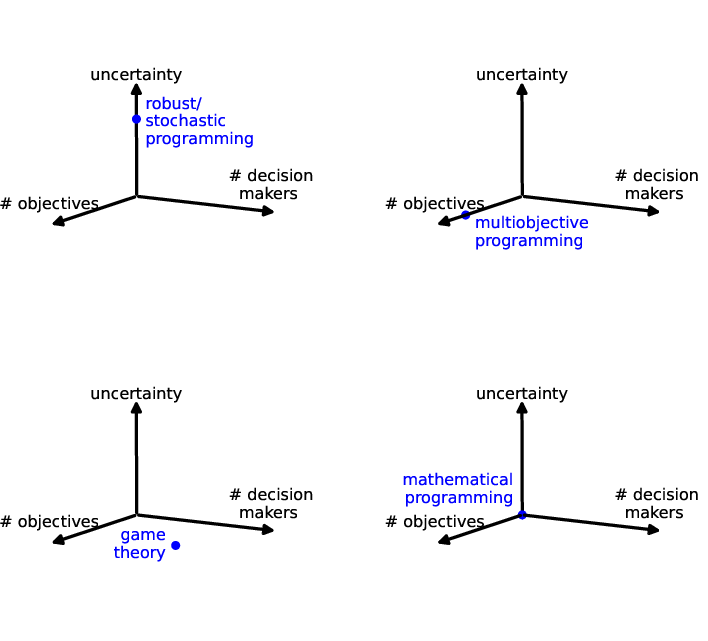 uncertainty
robust/
stochastic
programming
# decision
makers
# objectives
uncertainty
# decision
makers
# objectives
multiobjective
programming
uncertainty
# decision
makers
# objectives
game
theory
uncertainty
mathematical
programming
# decision
makers
# objectives